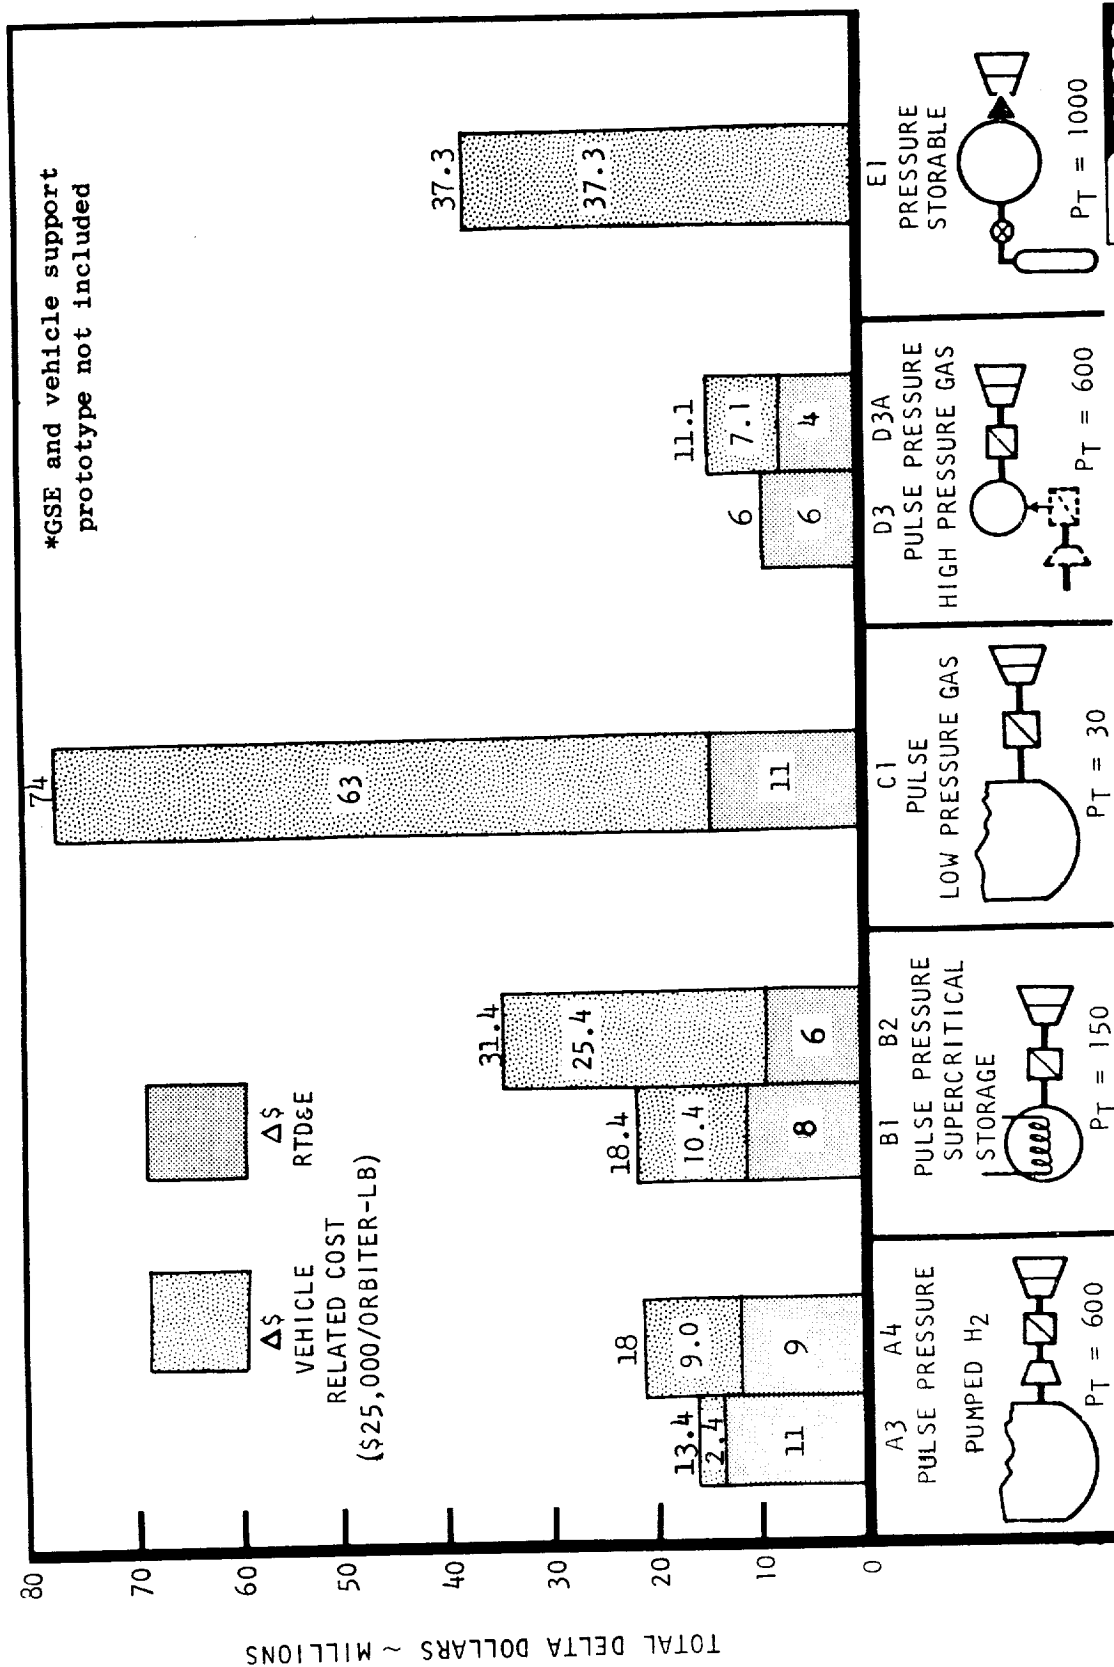 *GSE and vehicle support
prototype not included
TOTAL DELTA DOLLARS ~ MILLIONS
80
70
60
50
40
30
20
10
0
Δ$
VEHICLE
RELATED COST
($25,000/ORBITER-LB)
Δ$
RTD&E
13.4
2.4
11
18
9.0
9
18.4
10.4
8
31.4
25.4
6
74
63
11
6
6
11.1
7.1
4
37.3
37.3
A3 A4
PULSE PRESSURE
PUMPED H2
PT = 600
B1 B2
PULSE PRESSURE
SUPERCRITICAL
STORAGE
PT = 150
C1
PULSE
LOW PRESSURE GAS
PT = 30
D3 D3A
PULSE PRESSURE
HIGH PRESSURE GAS
PT = 600
E1
PRESSURE
STORABLE
PT = 1000